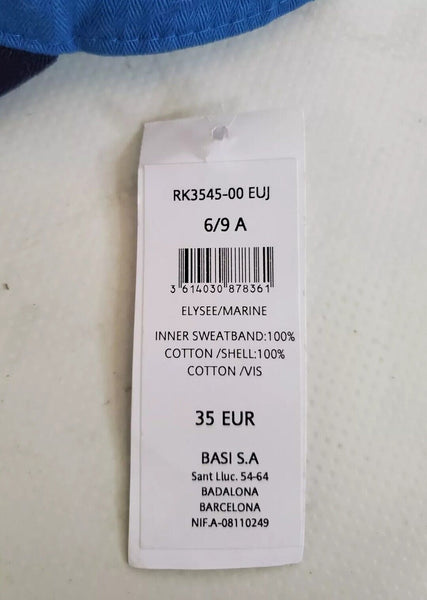 RK3545-00 EUJ
6/9 A
3 614030 878361
ELYSEE/MARINE
INNER SWEATBAND:100%
COTTON /SHELL:100%
COTTON /VIS
35 EUR
BASI S.A
Sant Lluc. 54-64
BADALONA
BARCELONA
NIF.A-08110249